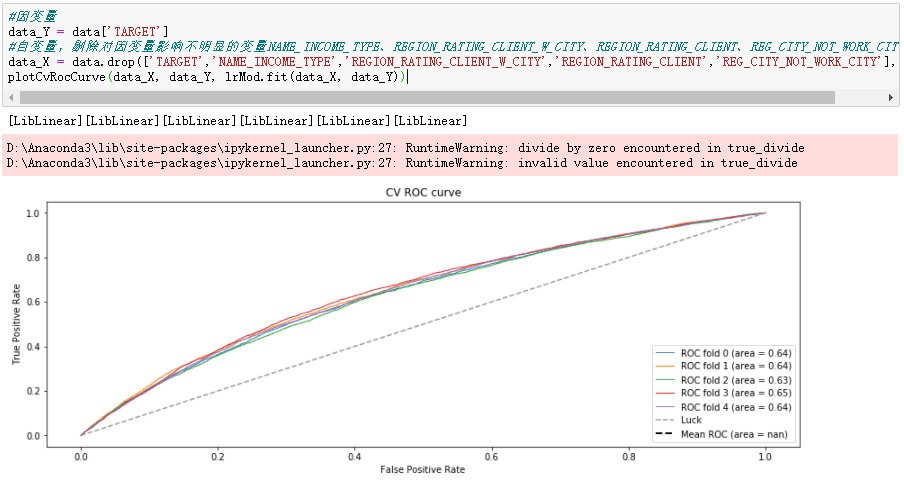 #因变量
data_Y = data['TARGET']
#自变量，剔除对因变量影响不明显的变量NAME_INCOME_TYPE、REGION_RATING_CLIENT_W_CITY、REGION_RATING_CLIENT、REG_CITY_NOT_WORK_CIT
data_X = data.drop(['TARGET','NAME_INCOME_TYPE','REGION_RATING_CLIENT_W_CITY','REGION_RATING_CLIENT','REG_CITY_NOT_WORK_CITY'],
plotCvRocCurve(data_X, data_Y, lrMod.fit(data_X, data_Y))
[LibLinear][LibLinear][LibLinear][LibLinear][LibLinear][LibLinear]
D:\Anaconda3\lib\site-packages\ipykernel_launcher.py:27: RuntimeWarning: divide by zero encountered in true_divide
D:\Anaconda3\lib\site-packages\ipykernel_launcher.py:27: RuntimeWarning: invalid value encountered in true_divide
CV ROC curve
1.0
0.8
0.6
0.4
0.2
0.0
True Positive Rate
ROC fold 0 (area = 0.64)
ROC fold 1 (area = 0.64)
ROC fold 2 (area = 0.63)
ROC fold 3 (area = 0.65)
ROC fold 4 (area = 0.64)
Luck
Mean ROC (area = nan)
0.0 0.2 0.4 0.6 0.8 1.0
False Positive Rate